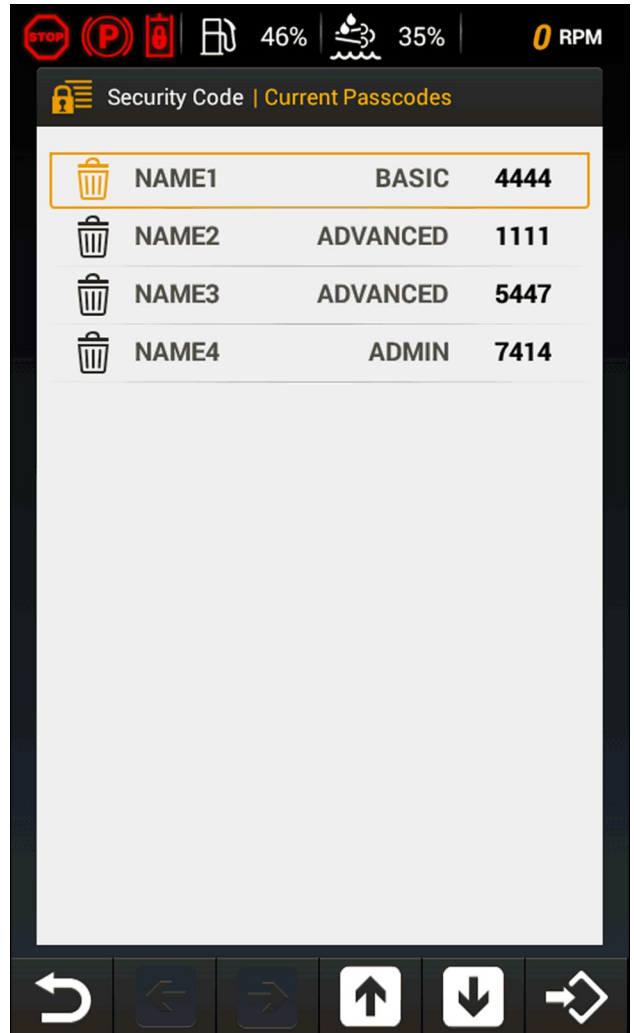 STOP P 46% 35% 0 RPM
Security Code | Current Passcodes
NAME1 BASIC 4444
NAME2 ADVANCED 1111
NAME3 ADVANCED 5447
NAME4 ADMIN 7414